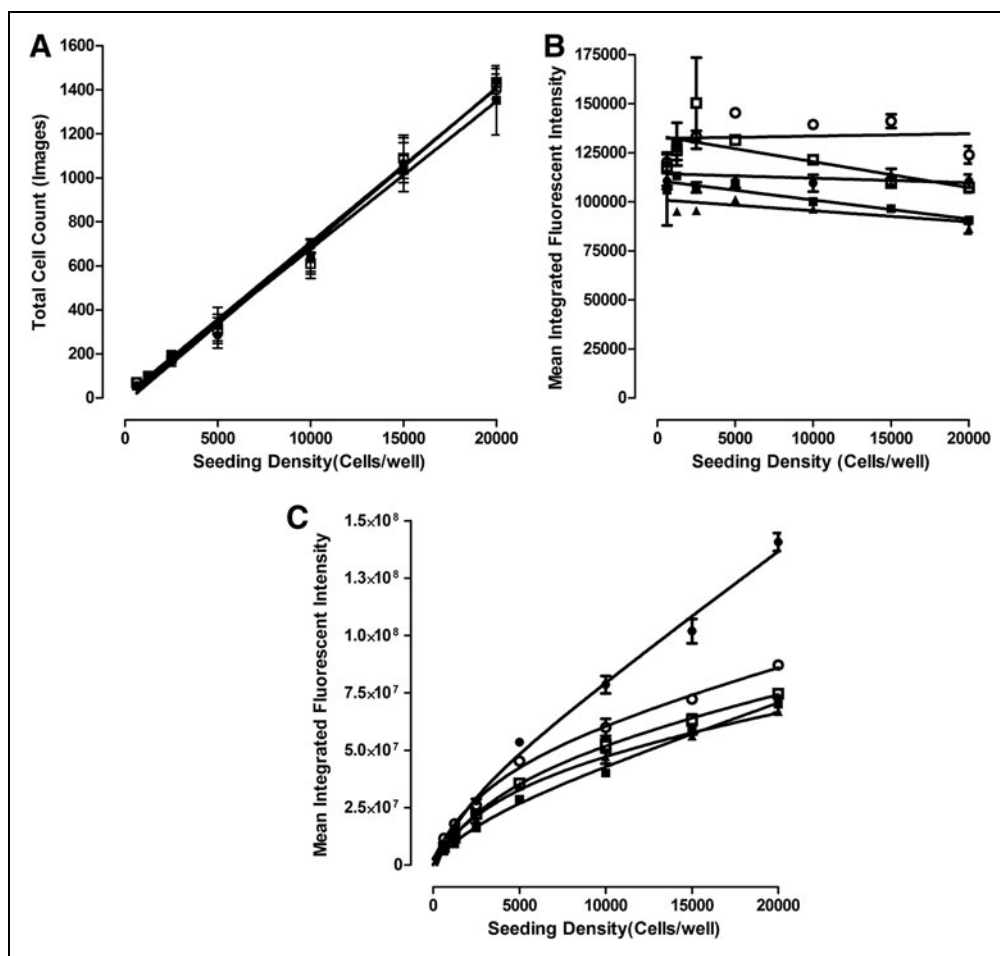 A
Total Cell Count (Images)
1600
1400
1200
1000
800
600
400
200
0
0 5000 10000 15000 20000
Seeding Density(Cells/well)
B
Mean Integrated Fluorescent Intensity
175000
150000
125000
100000
75000
50000
25000
0
0 5000 10000 15000 20000
Seeding Density (Cells/well)
C
Mean Integrated Fluorescent Intensity
1.5×10⁸
1.3×10⁸
1.0×10⁸
7.5×10⁷
5.0×10⁷
2.5×10⁷
0
0 5000 10000 15000 20000
Seeding Density(Cells/well)